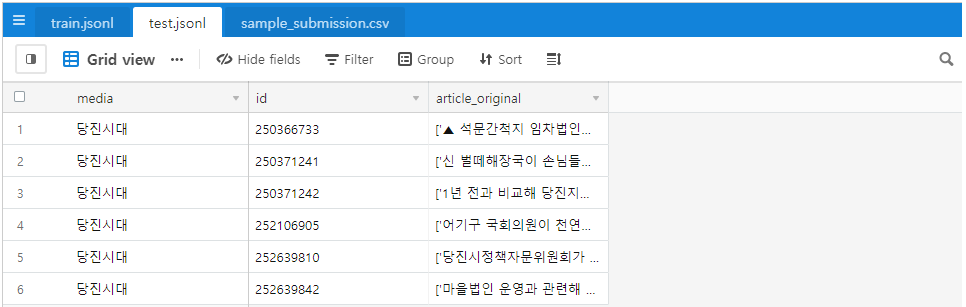 train.jsonl test.jsonl sample_submission.csv
Grid view ••• Hide fields Filter Group Sort
media id article_original
1 당진시대 250366733 ['▲ 석문간척지 임차법인...
2 당진시대 250371241 ['신 벌떼해장국이 손님들...
3 당진시대 250371242 ['1년 전과 비교해 당진지...
4 당진시대 252106905 ['어기구 국회의원이 천연...
5 당진시대 252639810 ['당진시정책자문위원회가 ...
6 당진시대 252639842 ['마을법인 운영과 관련해 ...